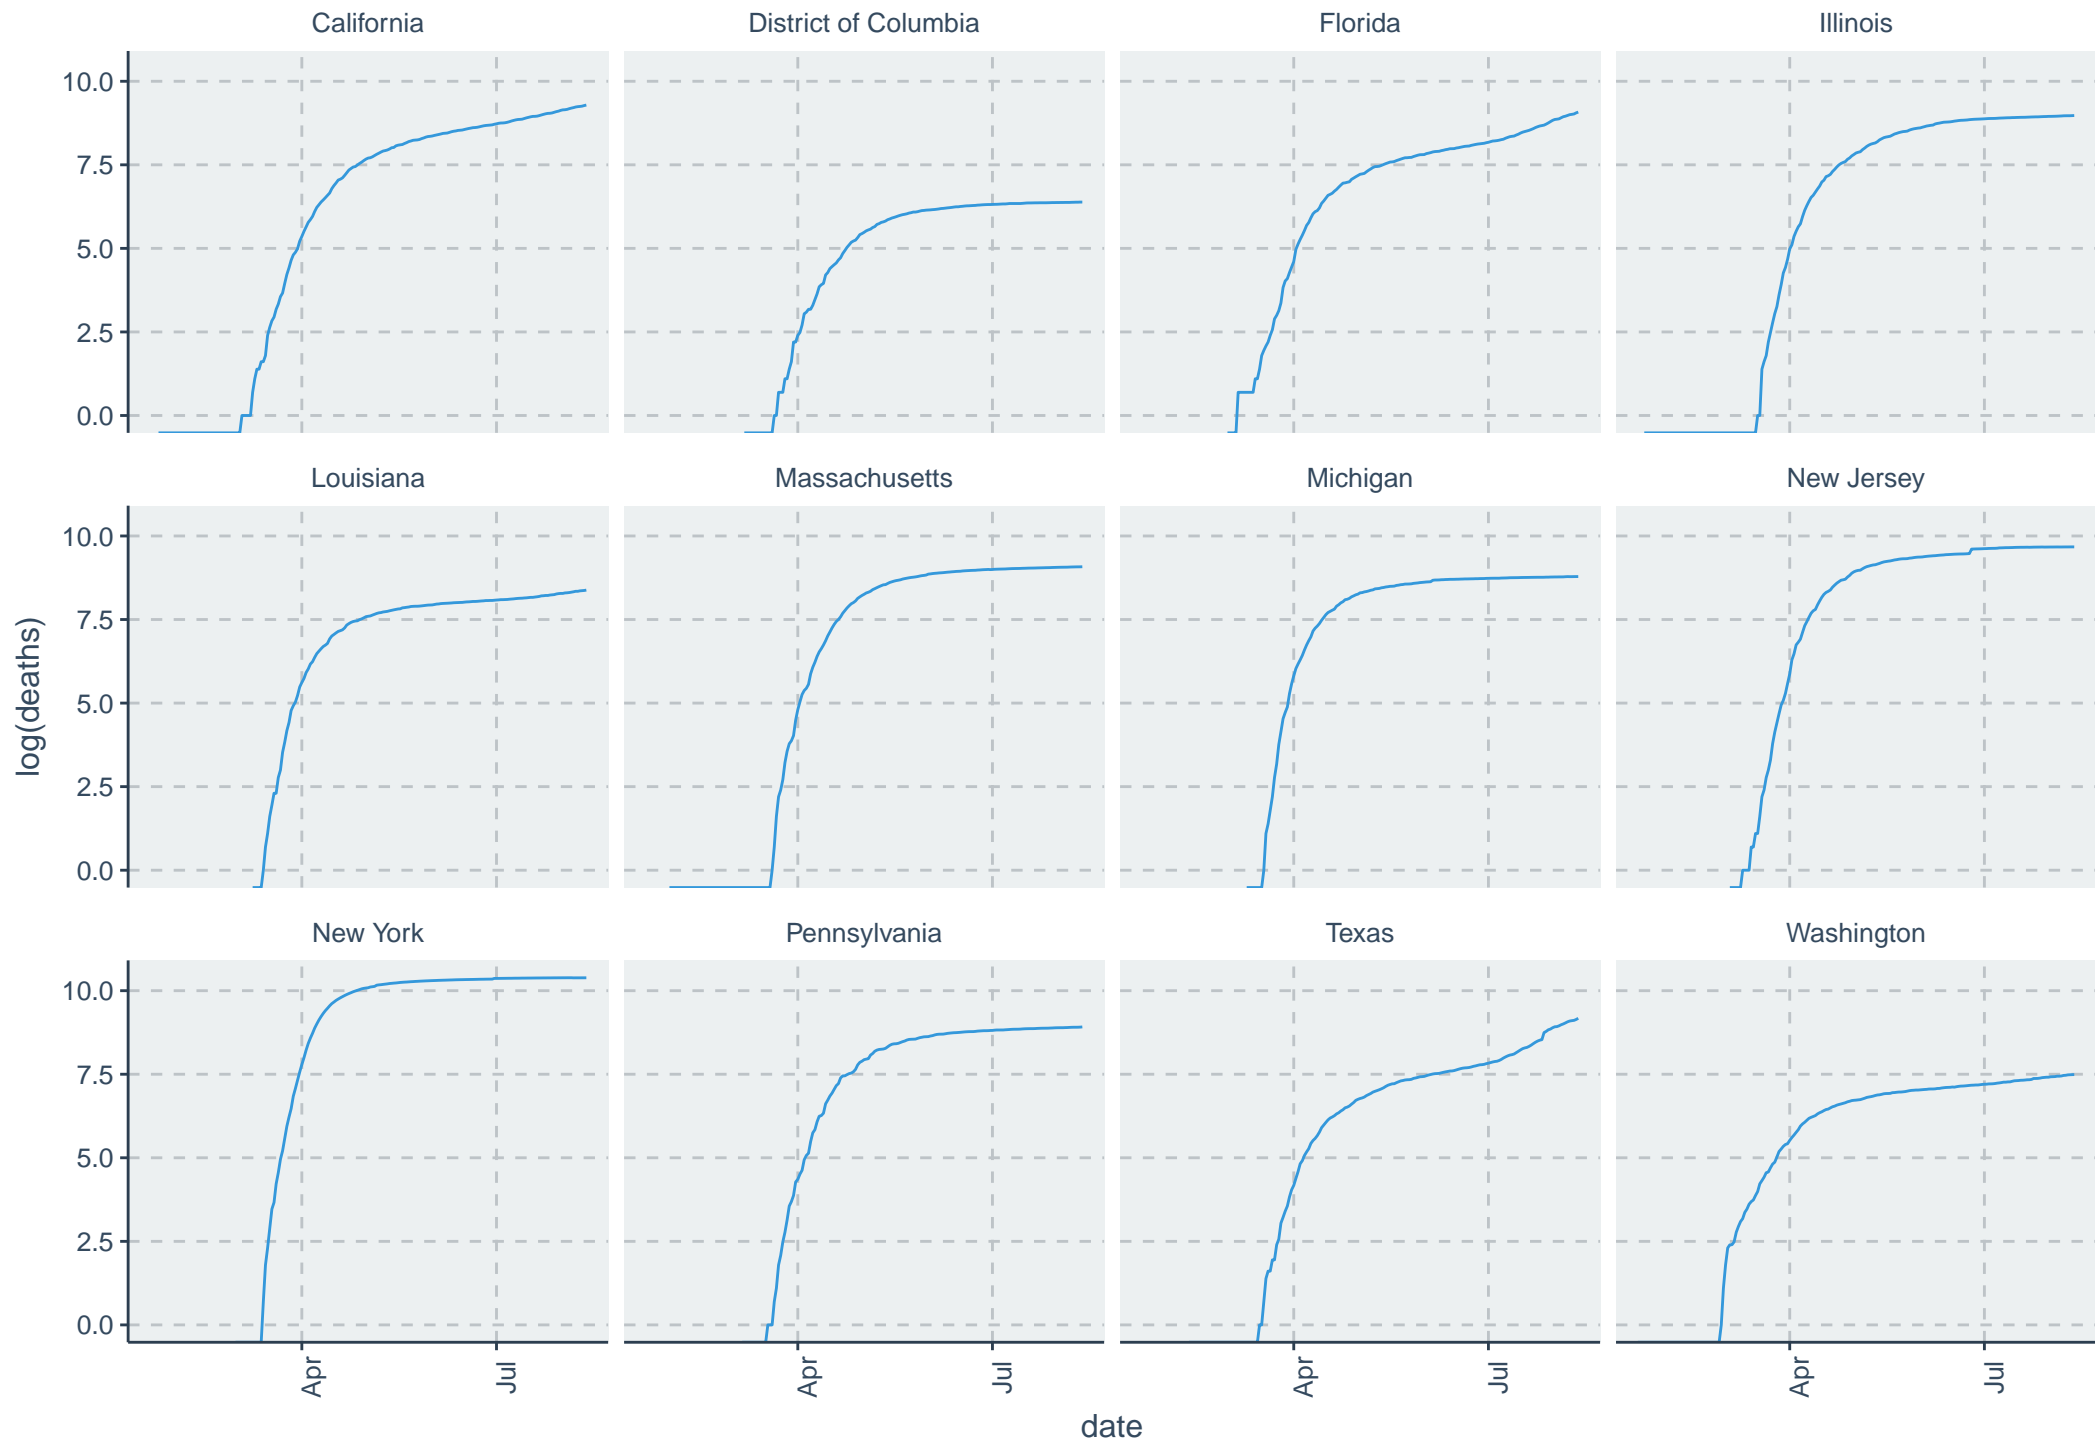 California
District of Columbia
Florida
Illinois
10.0
7.5
5.0
2.5
0.0
Louisiana
Massachusetts
Michigan
New Jersey
10.0
7.5
5.0
2.5
0.0
log(deaths)
New York
Pennsylvania
Texas
Washington
10.0
7.5
5.0
2.5
0.0
Apr
Jul
Apr
Jul
Apr
Jul
Apr
Jul
date